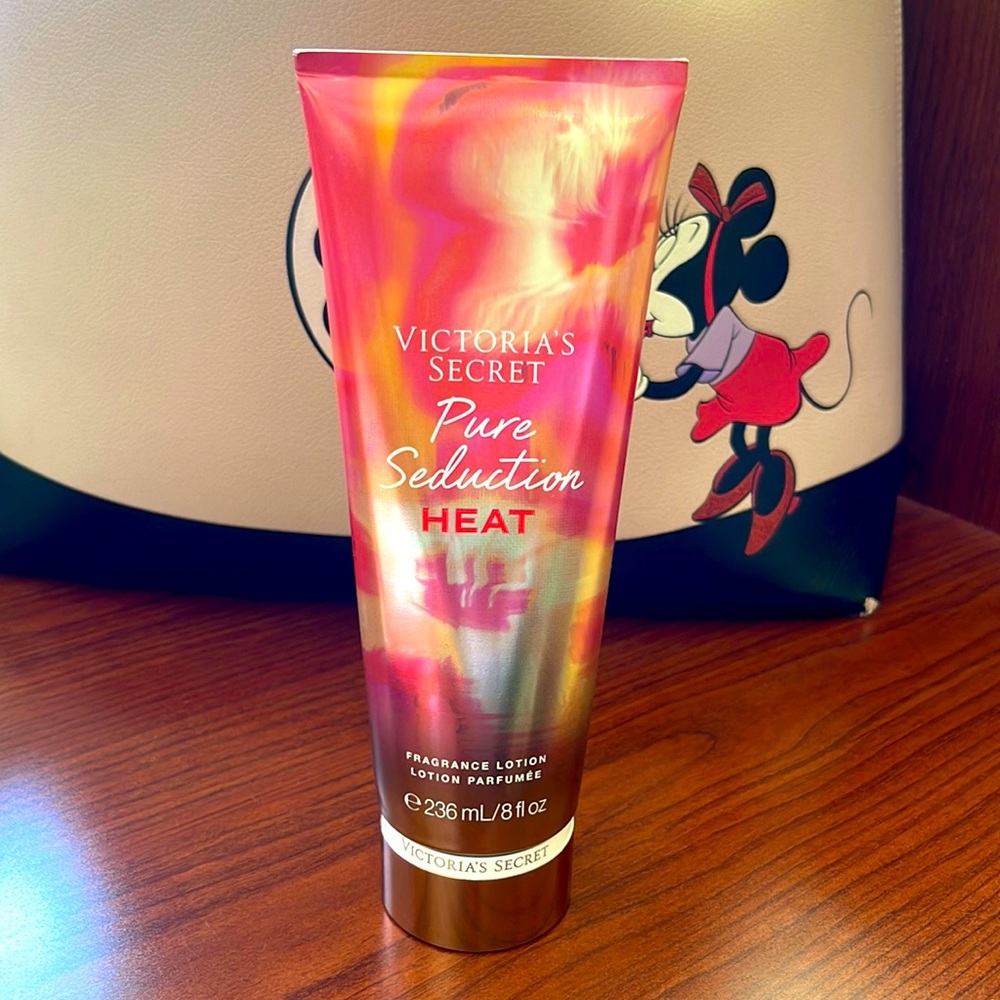 VICTORIA'S
SECRET
Pure
Seduction
HEAT
FRAGRANCE LOTION
LOTION PARFUMÉE
℮ 236 mL/8 fl oz
VICTORIA'S SECRET